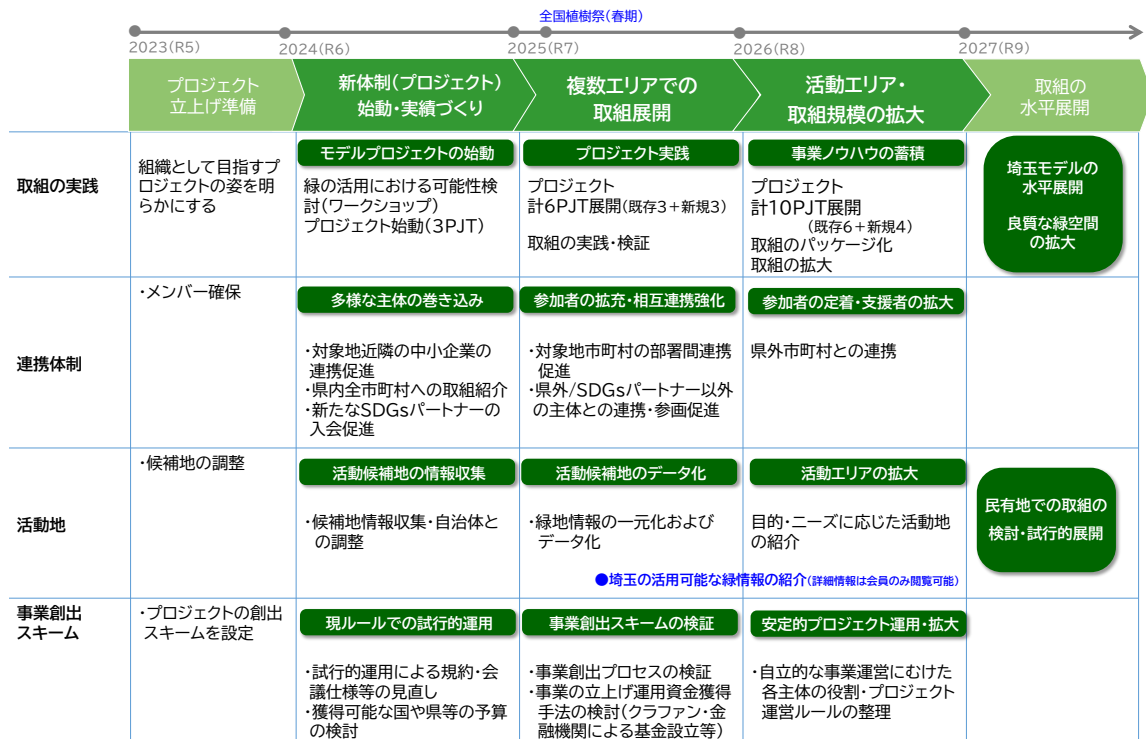 全国植樹祭(春期)
2023(R5)
2024(R6)
2025(R7)
2026(R8)
2027(R9)
プロジェクト
立上げ準備
新体制(プロジェクト)
始動・実績づくり
複数エリアでの
取組展開
活動エリア・
取組規模の拡大
取組の
水平展開
取組の実践
組織として目指すプ
ロジェクトの姿を明
らかにする
モデルプロジェクトの始動
緑の活用における可能性検
討(ワークショップ)
プロジェクト始動(3PJT)
プロジェクト実践
プロジェクト
計6PJT展開(既存3+新規3)
取組の実践・検証
事業ノウハウの蓄積
プロジェクト
計10PJT展開
(既存6+新規4)
取組のパッケージ化
取組の拡大
埼玉モデルの
水平展開
良質な緑空間
の拡大
連携体制
・メンバー確保
多様な主体の巻き込み
・対象地近隣の中小企業の
連携促進
・県内全市町村への取組紹介
・新たなSDGsパートナーの
入会促進
参加者の拡充・相互連携強化
・対象地市町村の部署間連携
促進
・県外/SDGsパートナー以外
の主体との連携・参画促進
参加者の定着・支援者の拡大
県外市町村との連携
活動地
・候補地の調整
活動候補地の情報収集
・候補地情報収集・自治体と
の調整
活動候補地のデータ化
・緑地情報の一元化および
データ化
活動エリアの拡大
目的・ニーズに応じた活動地
の紹介
●埼玉の活用可能な緑情報の紹介(詳細情報は会員のみ閲覧可能)
民有地での取組の
検討・試行的展開
事業創出
スキーム
・プロジェクトの創出
スキームを設定
現ルールでの試行的運用
・試行的運用による規約・会
議仕様等の見直し
・獲得可能な国や県等の予算
の検討
事業創出スキームの検証
・事業創出プロセスの検証
・事業の立上げ運用資金獲得
手法の検討(クラファン・金
融機関による基金設立等)
安定的プロジェクト運用・拡大
・自立的な事業運営にむけた
各主体の役割・プロジェクト
運営ルールの整理